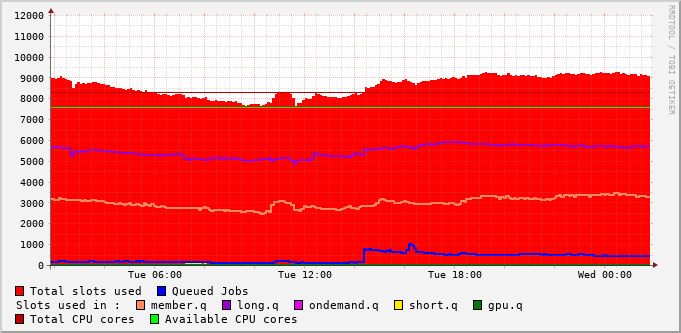 12000
11000
10000
9000
8000
7000
6000
5000
4000
3000
2000
1000
0
Tue 06:00 Tue 12:00 Tue 18:00 Wed 00:00
RRDTOOL / TOBI OETIKER
Total slots used Queued Jobs
Slots used in : member.q long.q ondemand.q short.q gpu.q
Total CPU cores Available CPU cores